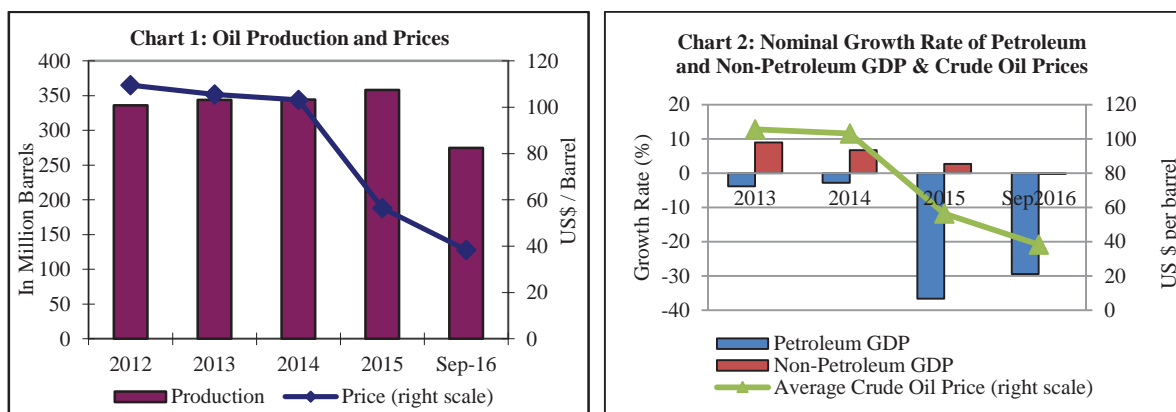 Chart 1: Oil Production and Prices
In Million Barrels
400
350
300
250
200
150
100
50
0
120
100
80
60
40
20
0
US$ / Barrel
2012 2013 2014 2015 Sep-16
Production Price (right scale)
Chart 2: Nominal Growth Rate of Petroleum
and Non-Petroleum GDP & Crude Oil Prices
Growth Rate (%)
20
10
0
-10
-20
-30
-40
120
100
80
60
40
20
0
US $ per barrel
2013 2014 2015 Sep2016
Petroleum GDP
Non-Petroleum GDP
Average Crude Oil Price (right scale)